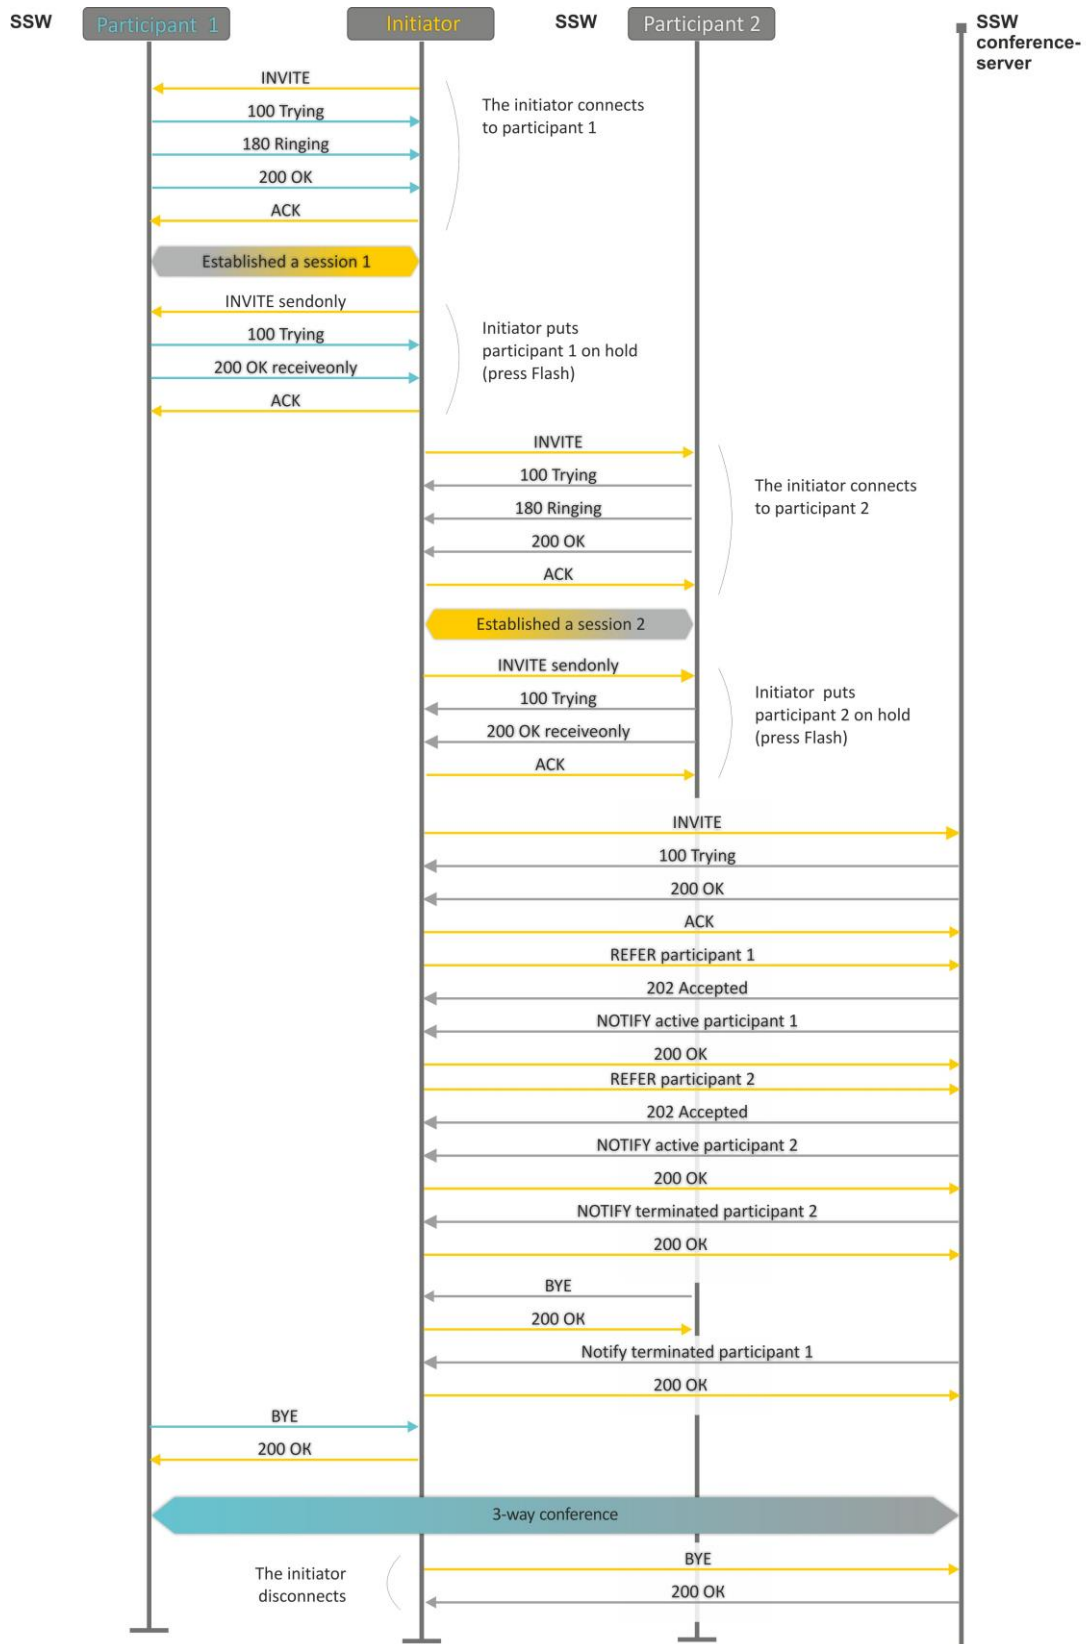 SSW
Participant 1
Initiator
SSW
Participant 2
SSW
conference-
server
INVITE
100 Trying
180 Ringing
200 OK
ACK
The initiator connects
to participant 1
Established a session 1
INVITE sendonly
100 Trying
200 OK receiveonly
ACK
Initiator puts
participant 1 on hold
(press Flash)
INVITE
100 Trying
180 Ringing
200 OK
ACK
The initiator connects
to participant 2
Established a session 2
INVITE sendonly
100 Trying
200 OK receiveonly
ACK
Initiator puts
participant 2 on hold
(press Flash)
INVITE
100 Trying
200 OK
ACK
REFER participant 1
202 Accepted
NOTIFY active participant 1
200 OK
REFER participant 2
202 Accepted
NOTIFY active participant 2
200 OK
NOTIFY terminated participant 2
200 OK
BYE
200 OK
Notify terminated participant 1
200 OK
BYE
200 OK
3-way conference
The initiator
disconnects
BYE
200 OK